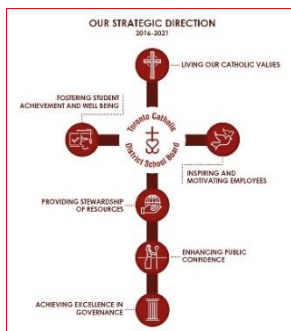 OUR STRATEGIC DIRECTION
2016-2021
LIVING OUR CATHOLIC VALUES
FOSTERING STUDENT
ACHIEVEMENT AND WELL BEING
Toronto Catholic
District School Board
INSPIRING AND
MOTIVATING EMPLOYEES
PROVIDING STEWARDSHIP
OF RESOURCES
ENHANCING PUBLIC
CONFIDENCE
ACHIEVING EXCELLENCE IN
GOVERNANCE